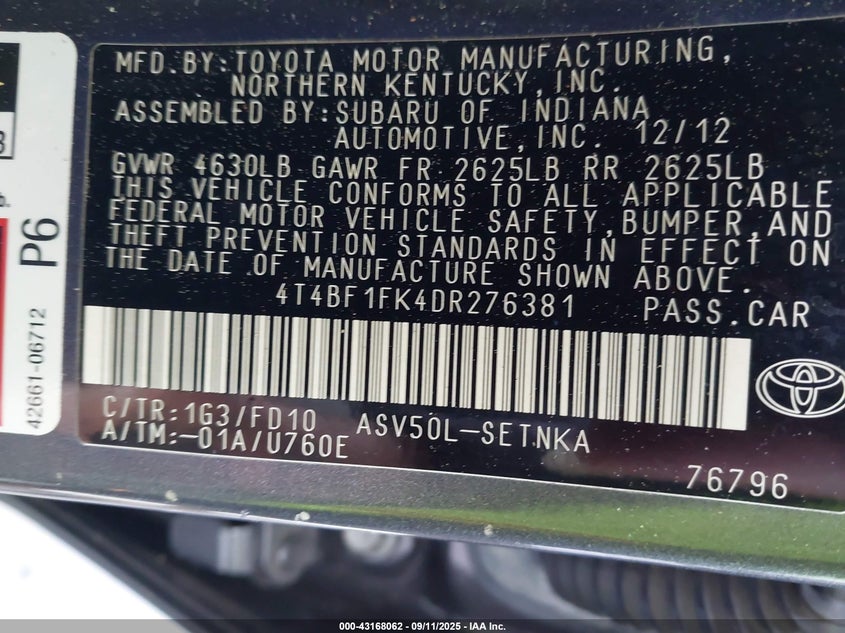 MFD.BY:TOYOTA MOTOR MANUFACTURING,
NORTHERN KENTUCKY,INC.
ASSEMBLED BY:SUBARU OF INDIANA
AUTOMOTIVE,INC. 12/12
GVWR 4630LB GAWR FR 2625LB RR 2625LB
THIS VEHICLE CONFORMS TO ALL APPLICABLE
FEDERAL MOTOR VEHICLE SAFETY,BUMPER,AND
THEFT PREVENTION STANDARDS IN EFFECT ON
THE DATE OF MANUFACTURE SHOWN ABOVE.
4T4BF1FK4DR276381 PASS.CAR
C/TR:1G3/FD10 ASV50L-SETNKA
A/TM:-01A/U760E
76796
P6
42661-06712
000-43168062 - 09/11/2025 - IAA Inc.